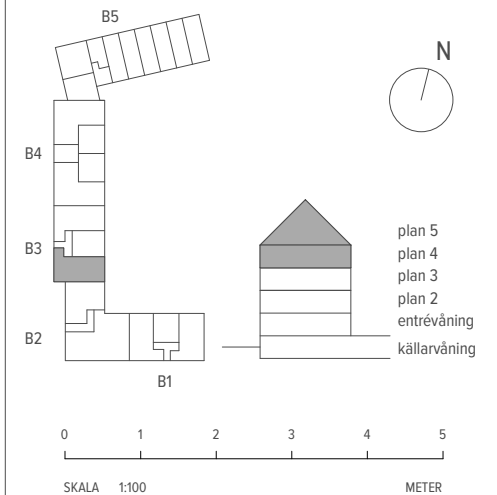 B5
N
B4
B3
B2
B1
plan 5
plan 4
plan 3
plan 2
entrévåning
källarvåning
0 1 2 3 4 5
SKALA 1:100 METER